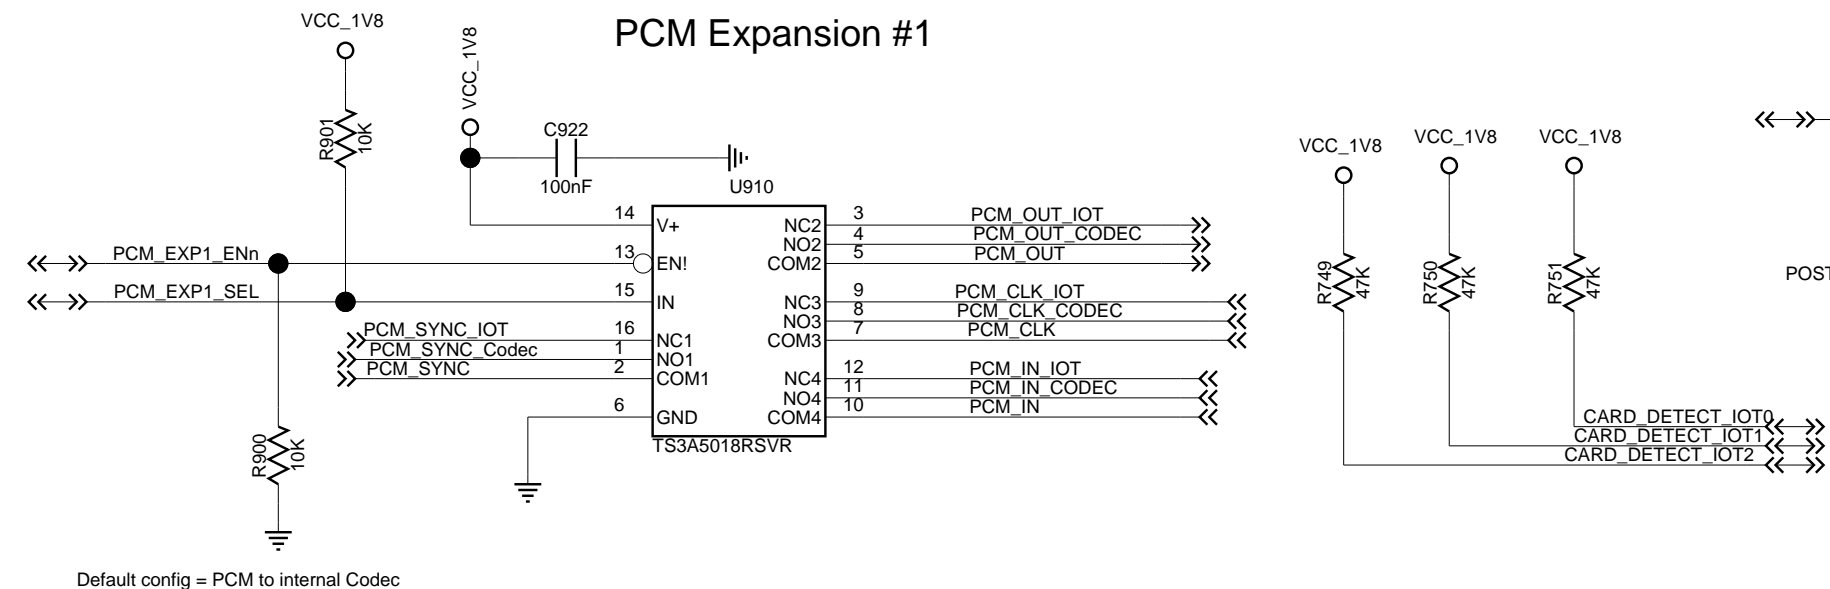 PCM Expansion #1
VCC_1V8
VCC_1V8
R901
10K
C922
100nF
U910
PCM_EXP1_ENn
PCM_EXP1_SEL
PCM_SYNC_IOT
PCM_SYNC_Codec
PCM_SYNC
14 V+
13 EN!
15 IN
16 NC1
1 NO1
2 COM1
6 GND
NC2 3 PCM_OUT_IOT
NO2 4 PCM_OUT_CODEC
COM2 5 PCM_OUT
NC3 9 PCM_CLK_IOT
NO3 8 PCM_CLK_CODEC
COM3 7 PCM_CLK
NC4 12 PCM_IN_IOT
NO4 11 PCM_IN_CODEC
COM4 10 PCM_IN
TS3A5018RSVR
R900
10K
Default config = PCM to internal Codec
VCC_1V8
VCC_1V8
VCC_1V8
R749
47K
R750
47K
R751
47K
CARD_DETECT_IOT0
CARD_DETECT_IOT1
CARD_DETECT_IOT2
POST